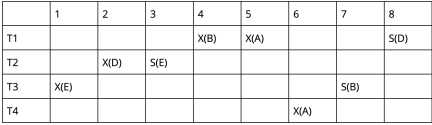 1 2 3 4 5 6 7 8
T1 X(B) X(A) S(D)
T2 X(D) S(E)
T3 X(E) S(B)
T4 X(A)